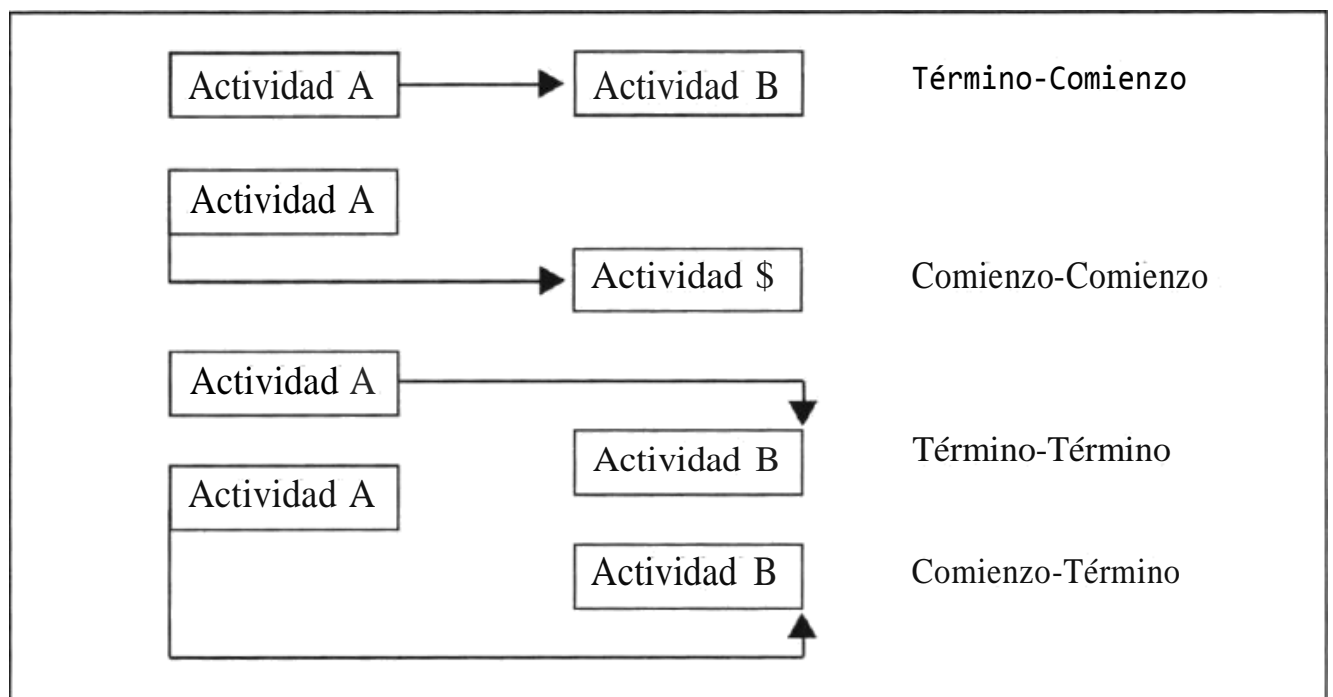 Actividad A
Actividad B
Término-Comienzo
Actividad A
Actividad $
Comienzo-Comienzo
Actividad A
Actividad B
Término-Término
Actividad A
Actividad B
Comienzo-Término